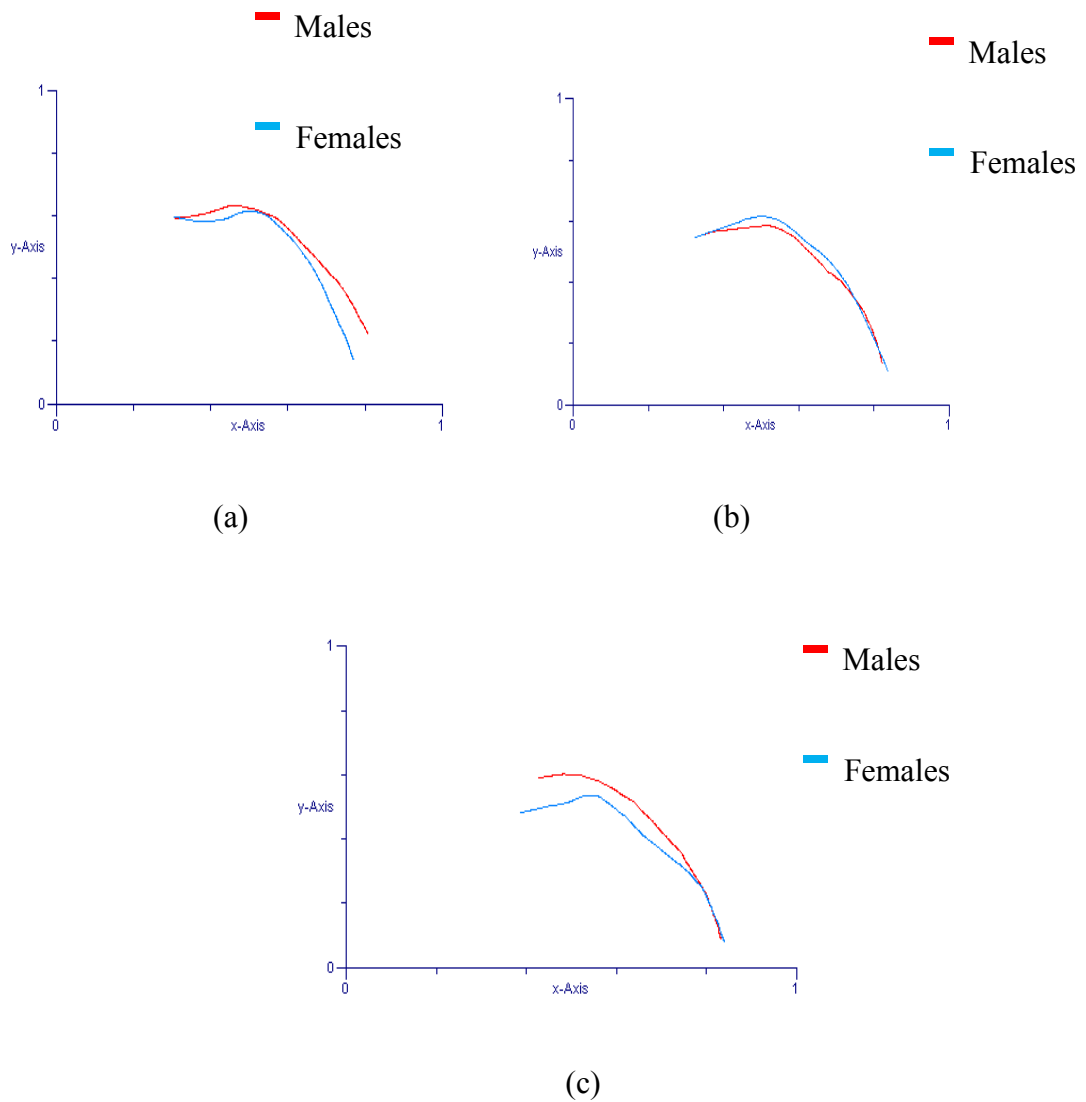 Males
Females
1
y-Axis
0
0
x-Axis
1
(a)
Males
Females
1
y-Axis
0
0
x-Axis
1
(b)
Males
Females
1
y-Axis
0
0
x-Axis
1
(c)